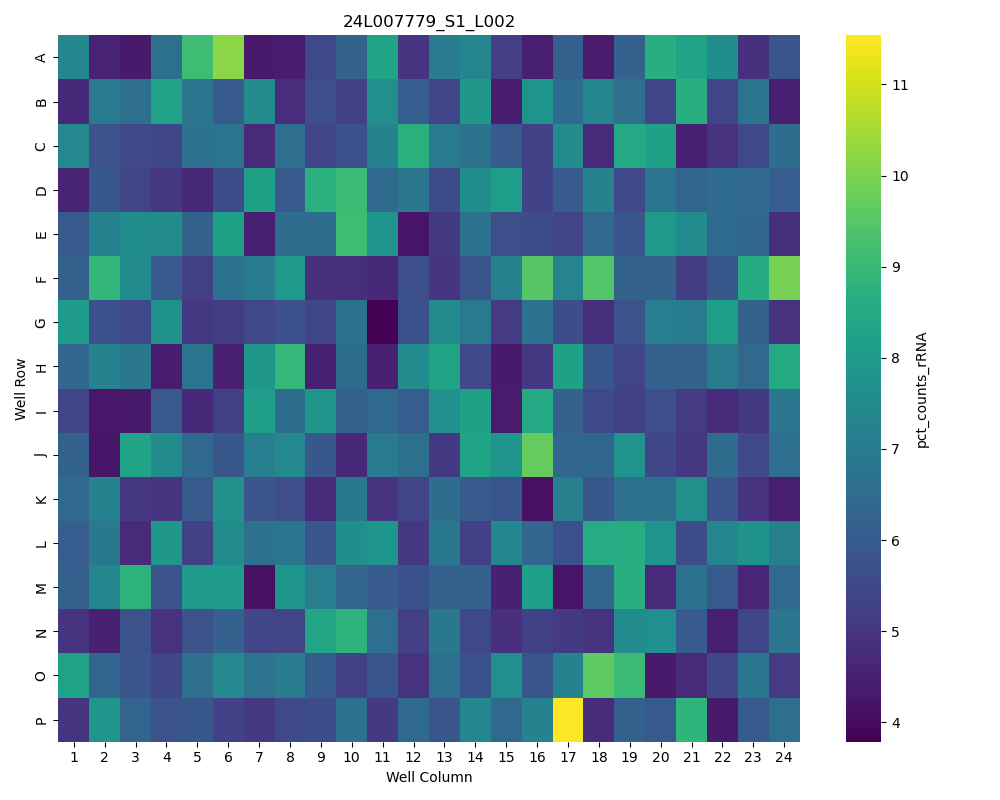 24L007779_S1_L002
A
B
C
D
E
F
G
H
I
J
K
L
M
N
O
P
Well Row
1 2 3 4 5 6 7 8 9 10 11 12 13 14 15 16 17 18 19 20 21 22 23 24
Well Column
11
10
9
8
7
6
5
4
pct_counts_rRNA